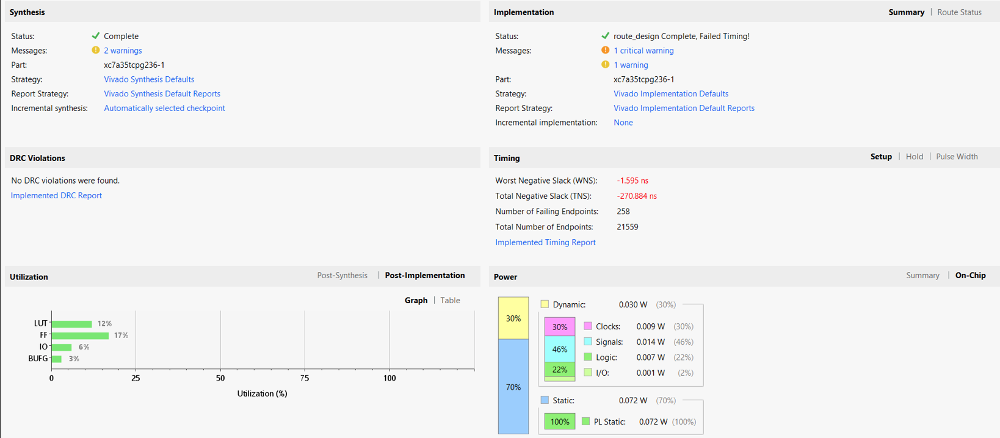 Synthesis
Status: Complete
Messages: 2 warnings
Part: xc7a35tcpg236-1
Strategy: Vivado Synthesis Defaults
Report Strategy: Vivado Synthesis Default Reports
Incremental synthesis: Automatically selected checkpoint
Implementation Summary | Route Status
Status: route_design Complete, Failed Timing!
Messages: 1 critical warning
1 warning
Part: xc7a35tcpg236-1
Strategy: Vivado Implementation Defaults
Report Strategy: Vivado Implementation Default Reports
Incremental implementation: None
DRC Violations
No DRC violations were found.
Implemented DRC Report
Timing Setup | Hold | Pulse Width
Worst Negative Slack (WNS): -1.595 ns
Total Negative Slack (TNS): -270.884 ns
Number of Failing Endpoints: 258
Total Number of Endpoints: 21559
Implemented Timing Report
Utilization Post-Synthesis | Post-Implementation
Graph | Table
LUT 12%
FF 17%
IO 6%
BUFG 3%
0 25 50 75 100
Utilization (%)
Power Summary | On-Chip
30%
70%
Dynamic: 0.030 W (30%)
30% Clocks: 0.009 W (30%)
46% Signals: 0.014 W (46%)
22% Logic: 0.007 W (22%)
I/O: 0.001 W (2%)
Static: 0.072 W (70%)
100% PL Static: 0.072 W (100%)